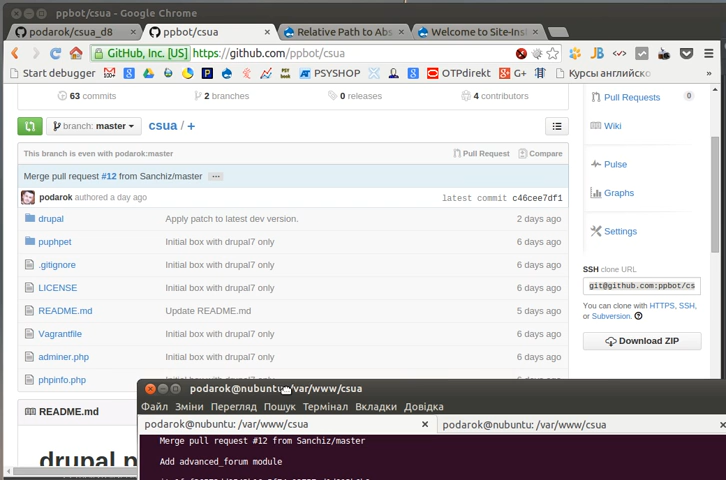 ppbot/csua - Google Chrome
podarok/csua_d8
ppbot/csua
Relative Path to Abs
Welcome to Site-Inst
GitHub, Inc. [US] https://github.com/ppbot/csua
JB
Start debugger
PSYSHOP
OTPdirekt
G+
Курсы английско
63 commits
2 branches
0 releases
4 contributors
Pull Requests 0
Wiki
Pulse
Graphs
Settings
branch: master
csua / +
This branch is even with podarok:master
Pull Request
Compare
Merge pull request #12 from Sanchiz/master
podarok authored a day ago
latest commit c46cee7df1
drupal Apply patch to latest dev version. 2 days ago
puphpet Initial box with drupal7 only 6 days ago
.gitignore Initial box with drupal7 only 6 days ago
LICENSE Initial box with drupal7 only 6 days ago
README.md Update README.md 5 days ago
Vagrantfile Initial box with drupal7 only 6 days ago
adminer.php Initial box with drupal7 only 6 days ago
phpinfo.php Initial box with drupal7 only 6 days ago
SSH clone URL
git@github.com:ppbot/cs
You can clone with HTTPS, SSH,
or Subversion.
Download ZIP
README.md
drupal
podarok@nubuntu: /var/www/csua
Файл Зміни Перегляд Пошук Термінал Вкладки Довідка
podarok@nubuntu: /var/www/csua
podarok@nubuntu: /var/www/csua
Merge pull request #12 from Sanchiz/master
Add advanced_forum module